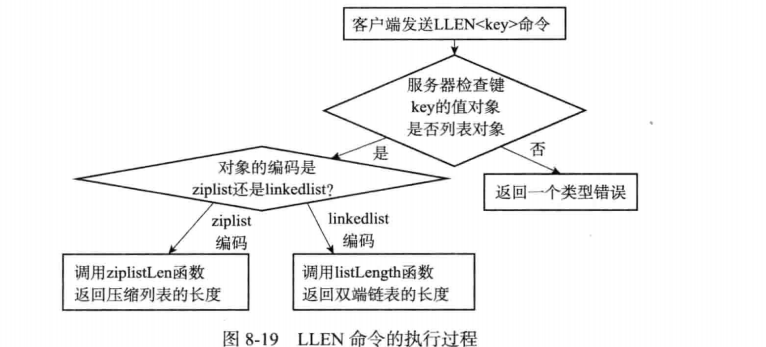 客户端发送LLEN<key>命令
服务器检查键
key的值对象
是否列表对象
是
否
对象的编码是
ziplist还是linkedlist?
返回一个类型错误
ziplist
编码
linkedlist
编码
调用ziplistLen函数
返回压缩列表的长度
调用listLength函数
返回双端链表的长度
图 8-19 LLEN 命令的执行过程